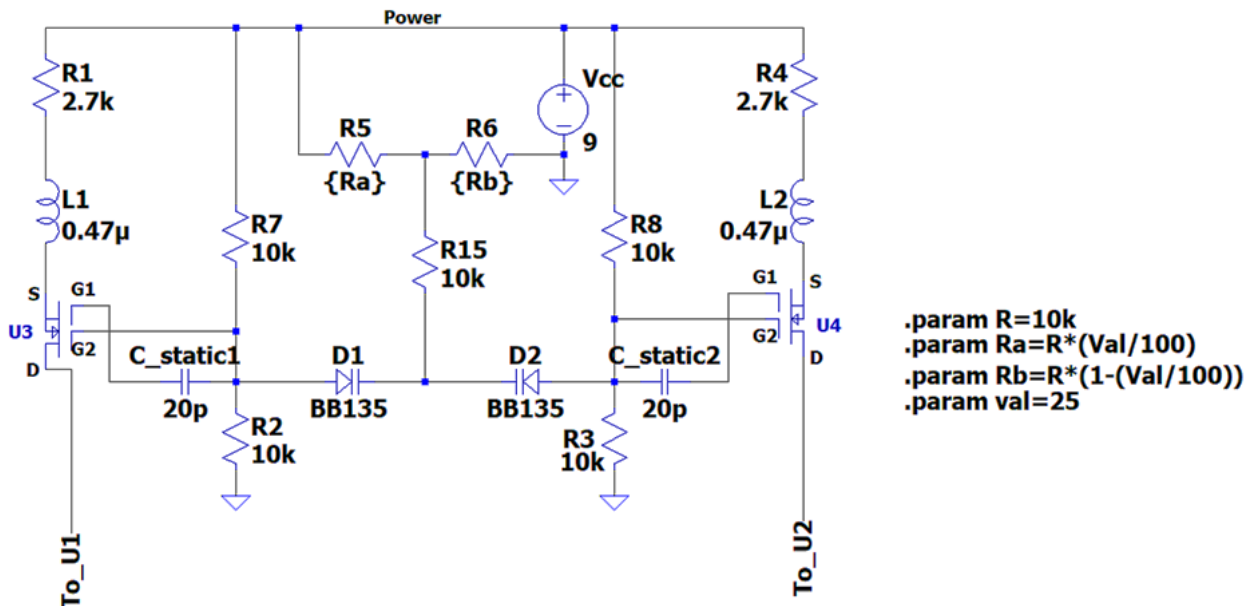 Power
R1
2.7k
Vcc
9
R4
2.7k
R5
{Ra}
R6
{Rb}
L1
0.47µ
R7
10k
R15
10k
R8
10k
L2
0.47µ
S
G1
U3
G2
D
C_static1
20p
D1
BB135
D2
BB135
C_static2
20p
G1
S
U4
G2
D
R2
10k
R3
10k
To_U1
To_U2
.param R=10k
.param Ra=R*(Val/100)
.param Rb=R*(1-(Val/100))
.param val=25